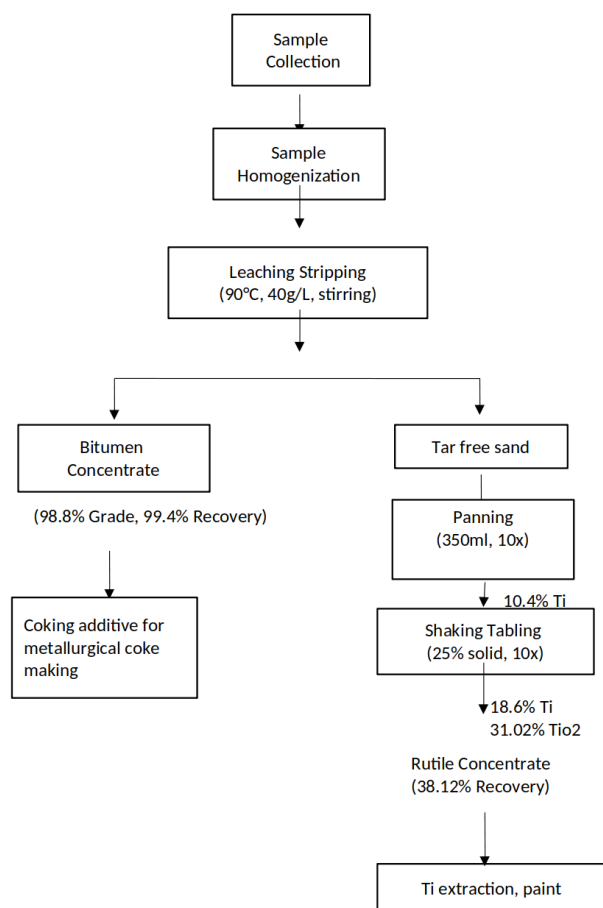 Sample
Collection
Sample
Homogenization
Leaching Stripping
(90°C, 40g/L, stirring)
Bitumen
Concentrate
Tar free sand
(98.8% Grade, 99.4% Recovery)
Panning
(350ml, 10x)
10.4% Ti
Coking additive for
metallurgical coke
making
Shaking Tabling
(25% solid, 10x)
18.6% Ti
31.02% Tio2
Rutile Concentrate
(38.12% Recovery)
Ti extraction, paint